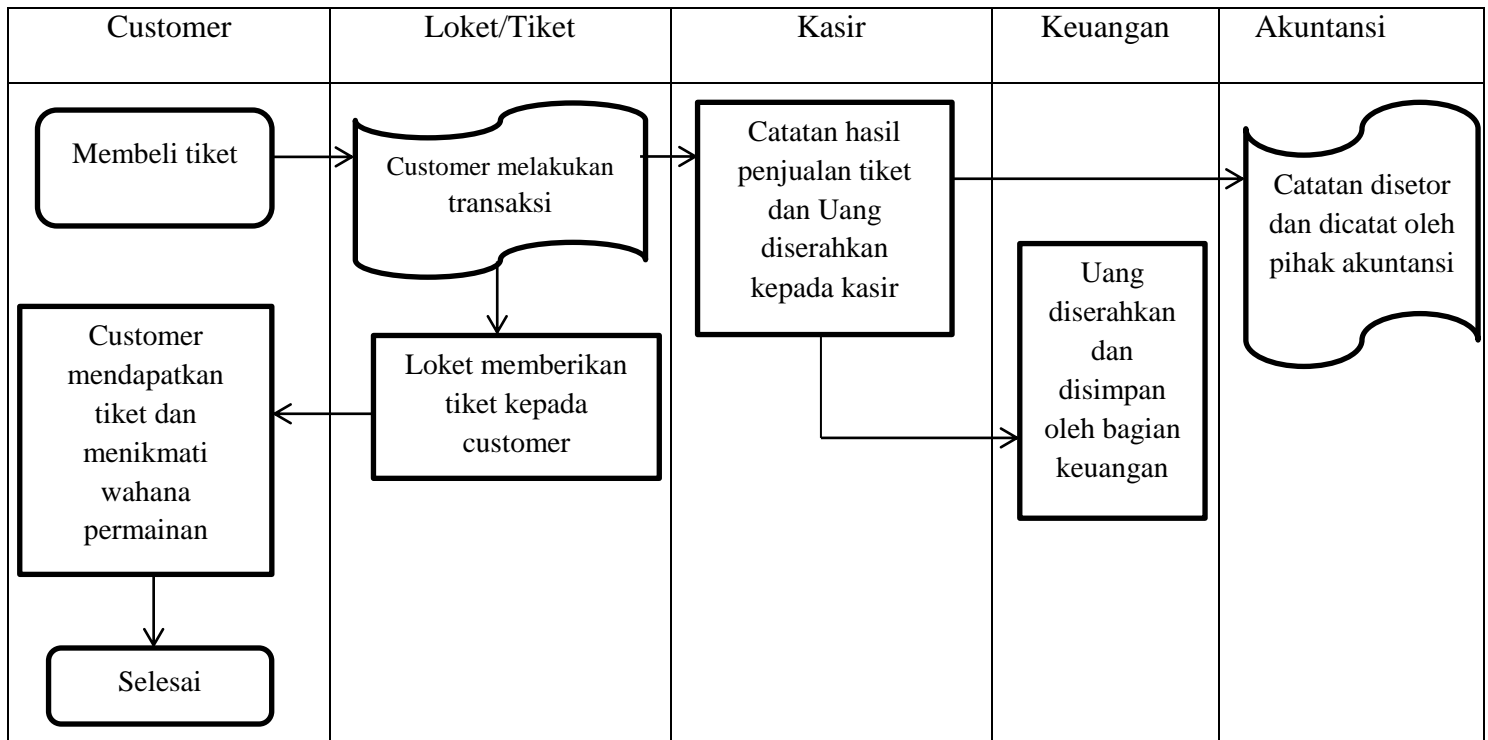 Customer
Loket/Tiket
Kasir
Keuangan
Akuntansi
Membeli tiket
Customer melakukan
transaksi
Catatan hasil
penjualan tiket
dan Uang
diserahkan
kepada kasir
Catatan disetor
dan dicatat oleh
pihak akuntansi
Uang
diserahkan
dan
disimpan
oleh bagian
keuangan
Customer
mendapatkan
tiket dan
menikmati
wahana
permainan
Loket memberikan
tiket kepada
customer
Selesai